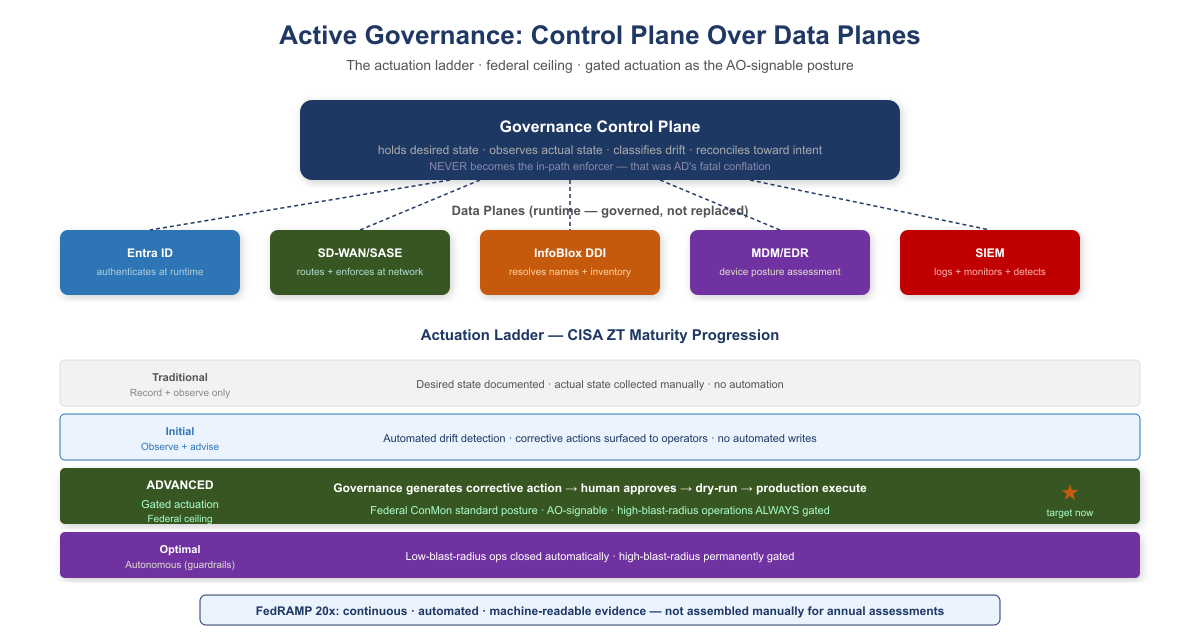 Active Governance: Control Plane Over Data Planes
The actuation ladder · federal ceiling · gated actuation as the AO-signable posture
Governance Control Plane
holds desired state · observes actual state · classifies drift · reconciles toward intent
NEVER becomes the in-path enforcer — that was AD's fatal conflation
Data Planes (runtime — governed, not replaced)
Entra ID
authenticates at runtime
SD-WAN/SASE
routes + enforces at network
InfoBlox DDI
resolves names + inventory
MDM/EDR
device posture assessment
SIEM
logs + monitors + detects
Actuation Ladder — CISA ZT Maturity Progression
Traditional
Record + observe only
Desired state documented · actual state collected manually · no automation
Initial
Observe + advise
Automated drift detection · corrective actions surfaced to operators · no automated writes
ADVANCED
Gated actuation
Federal ceiling
Governance generates corrective action → human approves → dry-run → production execute
Federal ConMon standard posture · AO-signable · high-blast-radius operations ALWAYS gated
★
target now
Optimal
Autonomous (guardrails)
Low-blast-radius ops closed automatically · high-blast-radius permanently gated
FedRAMP 20x: continuous · automated · machine-readable evidence — not assembled manually for annual assessments